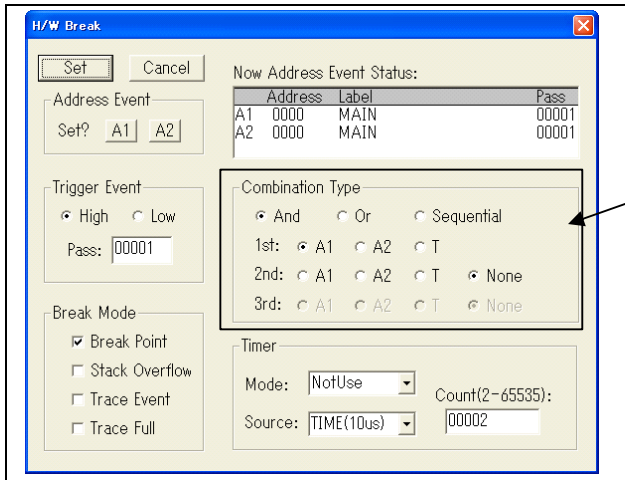 H/W Break
Set Cancel
Address Event
Set? A1 A2
Now Address Event Status:
Address Label Pass
A1 0000 MAIN 00001
A2 0000 MAIN 00001
Trigger Event
High Low
Pass: 00001
Combination Type
And Or Sequential
1st: A1 A2 T
2nd: A1 A2 T None
3rd: A1 A2 T None
Break Mode
Break Point
Stack Overflow
Trace Event
Trace Full
Timer
Mode: NotUse
Count(2-65535):
Source: TIME(10us) 00002